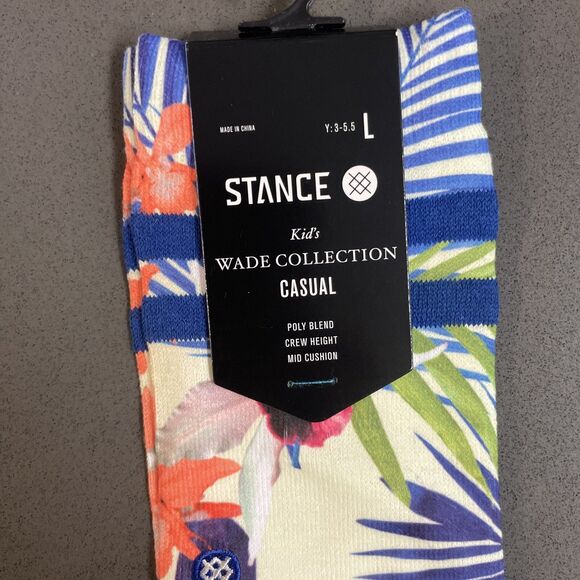 MADE IN CHINA Y: 3-5.5 L
STANCE
Kid's
WADE COLLECTION
CASUAL
POLY BLEND
CREW HEIGHT
MID CUSHION